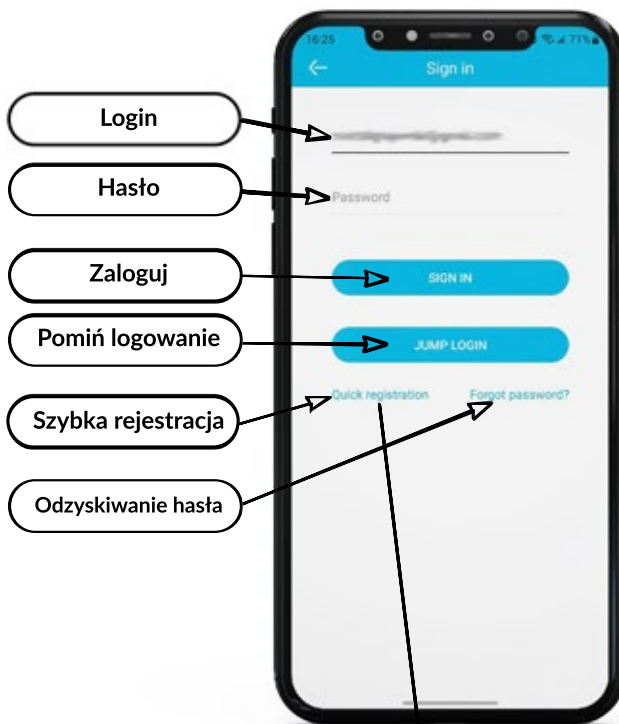 16:25
71%
Sign in
Login
Hasło
Password
Zaloguj
SIGN IN
Pomiń logowanie
JUMP LOGIN
Quick registration
Forgot password?
Szybka rejestracja
Odzyskiwanie hasła